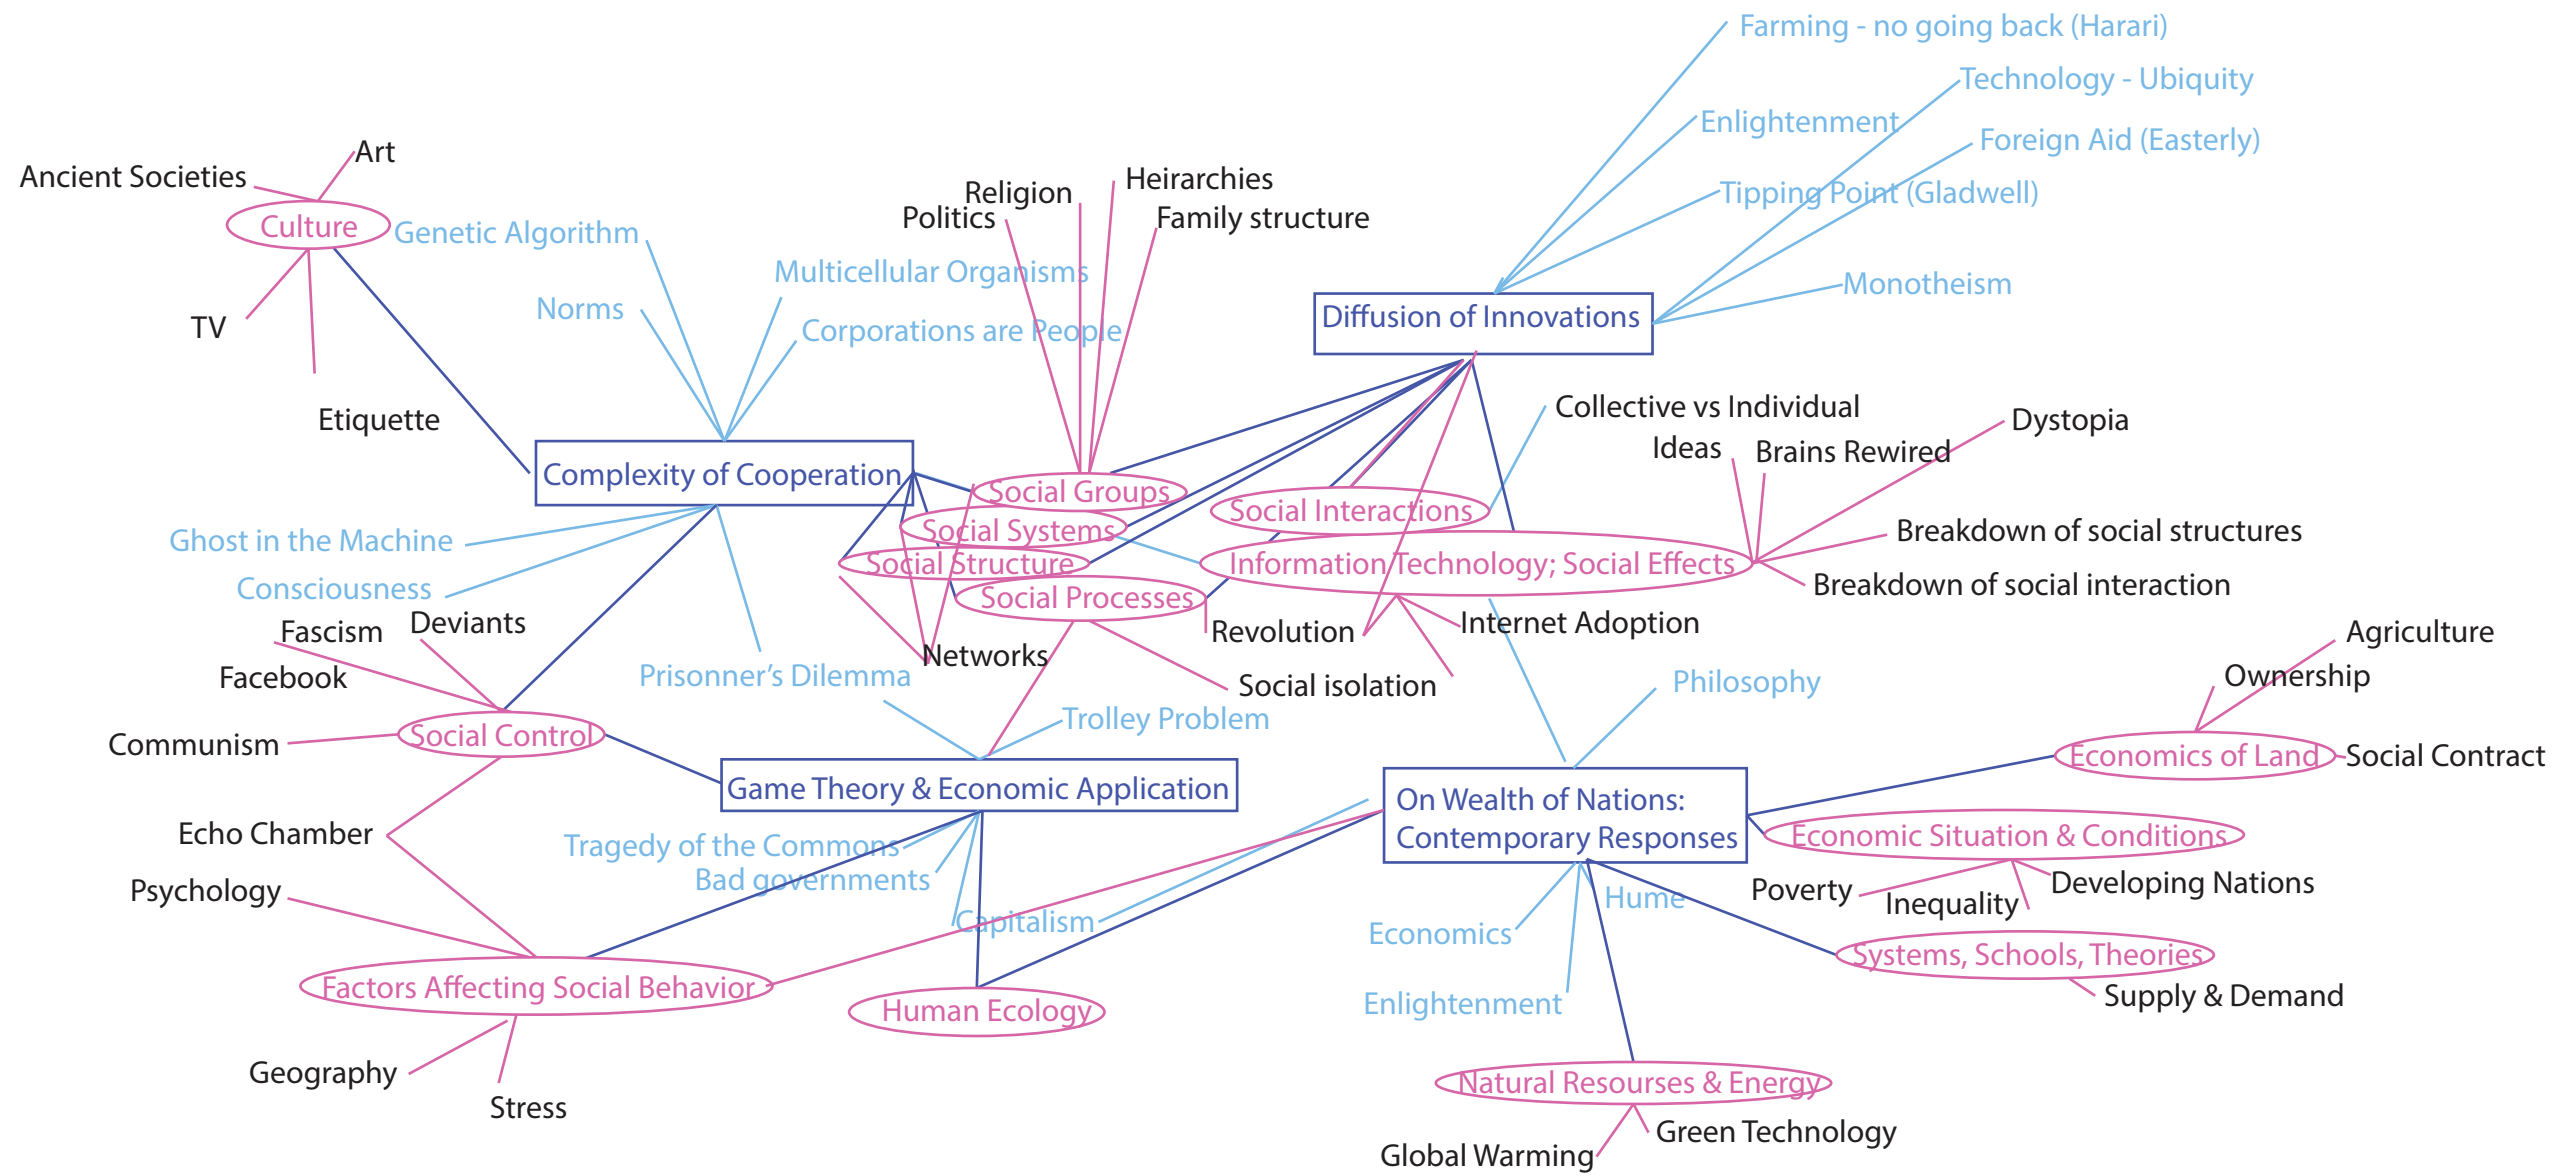 Farming - no going back (Harari)
Technology - Ubiquity
Enlightenment
Foreign Aid (Easterly)
Art
Ancient Societies
Heirarchies
Religion
Tipping Point (Gladwell)
Politics
Family structure
Culture
Genetic Algorithm
Multicellular Organisms
Monotheism
Norms
Diffusion of Innovations
TV
Corporations are People
Collective vs Individual
Etiquette
Dystopia
Ideas
Brains Rewired
Complexity of Cooperation
Social Groups
Social Interactions
Social Systems
Breakdown of social structures
Ghost in the Machine
Social Structure
Information Technology; Social Effects
Breakdown of social interaction
Consciousness
Social Processes
Deviants
Internet Adoption
Fascism
Revolution
Agriculture
Networks
Facebook
Prisonner's Dilemma
Social isolation
Philosophy
Ownership
Trolley Problem
Social Control
Communism
Economics of Land
Social Contract
Game Theory & Economic Application
On Wealth of Nations:
Contemporary Responses
Echo Chamber
Economic Situation & Conditions
Tragedy of the Commons
Bad governments
Developing Nations
Psychology
Poverty
Hume
Inequality
Capitalism
Economics
Systems, Schools, Theories
Factors Affecting Social Behavior
Supply & Demand
Enlightenment
Human Ecology
Geography
Natural Resourses & Energy
Stress
Green Technology
Global Warming